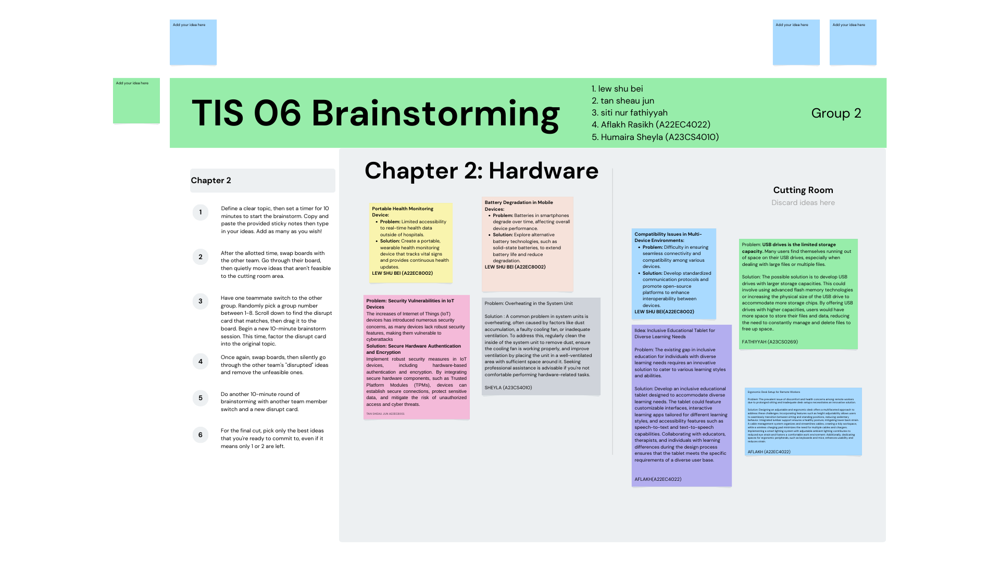 Add your idea here
Add your idea here
Add your idea here
Add your idea here
TIS 06 Brainstorming
1. lew shu bei
2. tan sheau jun
3. siti nur fathiyyah
4. Aflakh Rasikh (A22EC4022)
5. Humaira Sheyla (A23CS4010)
Group 2
Chapter 2
1
Define a clear topic, then set a timer for 10
minutes to start the brainstorm. Copy and
paste the provided sticky notes then type
in your ideas. Add as many as you wish!
2
After the allotted time, swap boards with
the other team. Go through their board,
then quietly move ideas that aren't feasible
to the cutting room area.
3
Have one teammate switch to the other
group. Randomly pick a group number
between 1-8. Scroll down to find the disrupt
card that matches, then drag it to the
board. Begin a new 10-minute brainstorm
session. This time, factor the disrupt card
into the original topic.
4
Once again, swap boards, then silently go
through the other team's "disrupted" ideas
and remove the unfeasible ones.
5
Do another 10-minute round of
brainstorming with another team member
switch and a new disrupt card.
6
For the final cut, pick only the best ideas
that you're ready to commit to, even if it
means only 1 or 2 are left.
Chapter 2: Hardware
Portable Health Monitoring
Device:
• Problem: Limited accessibility
to real-time health data
outside of hospitals.
• Solution: Create a portable,
wearable health monitoring
device that tracks vital signs
and provides continuous health
updates.
LEW SHU BEI (A22EC8002)
Battery Degradation in Mobile
Devices:
• Problem: Batteries in smartphones
degrade over time, affecting overall
device performance.
• Solution: Explore alternative
battery technologies, such as
solid-state batteries, to extend
battery life and reduce
degradation.
LEW SHU BEI (A22EC8002)
Problem: Security Vulnerabilities in IoT
Devices
The increases of Internet of Things (IoT)
devices has introduced numerous security
concerns, as many devices lack robust security
features, making them vulnerable to
cyberattacks
Solution: Secure Hardware Authentication
and Encryption
Implement robust security measures in IoT
devices, including hardware-based
authentication and encryption. By integrating
secure hardware components, such as Trusted
Platform Modules (TPMs), devices can
establish secure connections, protect sensitive
data, and mitigate the risk of unauthorized
access and cyber threats.
TAN SHEAU JUN
Problem: Overheating in the System Unit
Solution : A common problem in system units is
overheating, often caused by factors like dust
accumulation, a faulty cooling fan, or inadequate
ventilation. To address this, regularly clean the
inside of the system unit to remove dust, ensure
the cooling fan is working properly, and improve
ventilation by placing the unit in a well-ventilated
area with sufficient space around it. Seeking
professional assistance is advisable if you're not
comfortable performing hardware-related tasks.
SHEYLA (A23CS4010)
Cutting Room
Discard ideas here
Compatibility Issues in Multi-
Device Environments:
• Problem: Difficulty in ensuring
seamless connectivity and
compatibility among various
devices.
• Solution: Develop standardized
communication protocols and
promote open-source
platforms to enhance
interoperability between
devices.
LEW SHU BEI(A22EC8002)
Problem: USB drives is the limited storage
capacity. Many users find themselves running out
of space on their USB drives, especially when
dealing with large files or multiple files.
Solution: The possible solution is to develop USB
drives with larger storage capacities. This could
involve using advanced flash memory technologies
or increasing the physical size of the USB drive to
accommodate more storage chips. By offering USB
drives with higher capacities, users would have
more space to store their files and data, reducing
the need to constantly manage and delete files to
free up space..
FATHIYYAH (A23CS0269)
IIdea: Inclusive Educational Tablet for
Diverse Learning Needs
Problem: The existing gap in inclusive
education for individuals with diverse
learning needs requires an innovative
solution to cater to various learning styles
and abilities.
Solution: Develop an inclusive educational
tablet designed to accommodate diverse
learning needs. The tablet could feature
customizable interfaces, interactive
learning apps tailored for different learning
styles, and accessibility features such as
speech-to-text and text-to-speech
capabilities. Collaborating with educators,
therapists, and individuals with learning
differences during the design process
ensures that the tablet meets the specific
requirements of a diverse user base.
AFLAKH(A22EC4022)
Ergonomic Desk Setup for Remote Workers
Problem: The prevalent issue of discomfort and health concerns among remote workers
due to prolonged sitting and inadequate desk setups necessitates an innovative solution.
Solution: Designing an adjustable and ergonomic desk offers a multifaceted approach to
address these challenges. Incorporating features such as height adjustability allows users
to seamlessly transition between sitting and standing positions, reducing sedentary
behavior. Integrated lumbar support ensures a healthy posture, mitigating lower back strain.
A cable management system organizes and streamlines cables, creating a tidy workspace,
while a wireless charging pad minimizes the need for multiple cables and chargers.
Implementing a smart lighting system with adjustable ambient lighting contributes to
reduced eye strain and fosters a comfortable work environment. Additionally, dedicating
spaces for ergonomic peripherals, such as keyboards and mice, enhances usability and
reduces strain.
AFLAKH (A22EC4022)